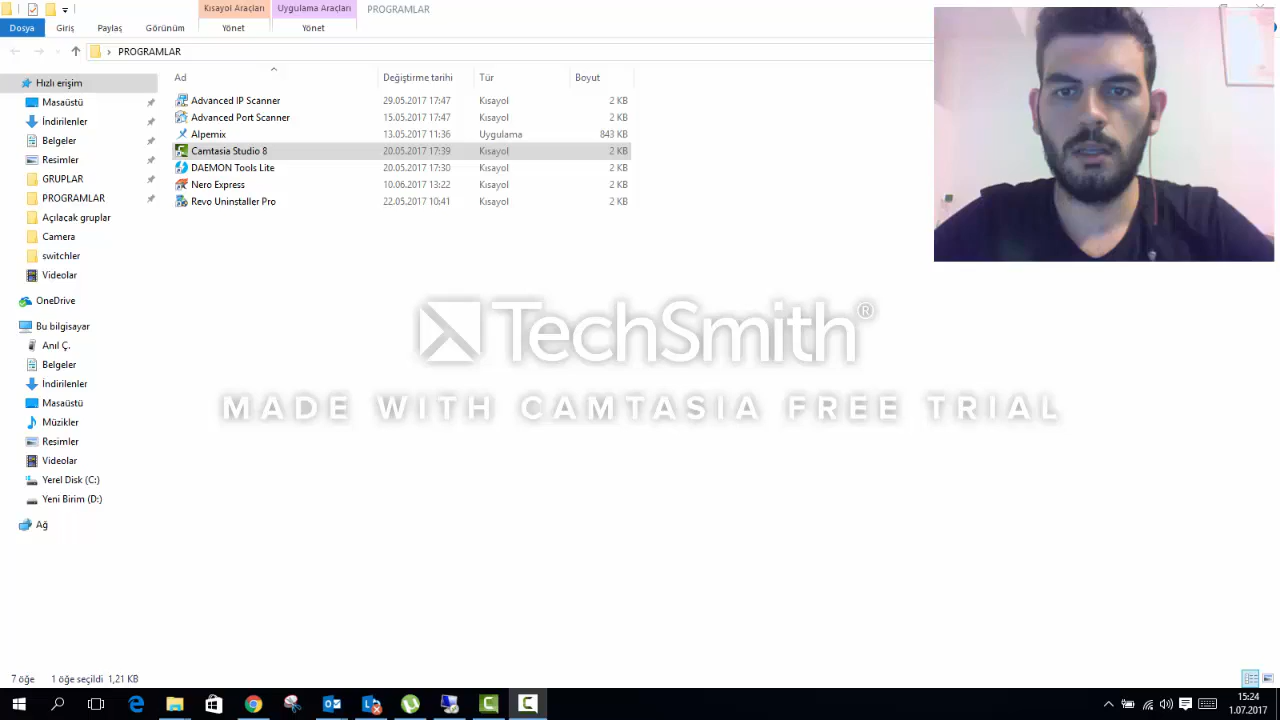 Kısayol Araçları Uygulama Araçları PROGRAMLAR
Dosya Giriş Paylaş Görünüm Yönet Yönet
PROGRAMLAR
Ad Değiştirme tarihi Tür Boyut
Hızlı erişim
Masaüstü
İndirilenler
Belgeler
Resimler
GRUPLAR
PROGRAMLAR
Açılacak gruplar
Camera
switchler
Videolar
OneDrive
Bu bilgisayar
Anıl Ç.
Belgeler
İndirilenler
Masaüstü
Müzikler
Resimler
Videolar
Yerel Disk (C:)
Yeni Birim (D:)
Ağ
Advanced IP Scanner 29.05.2017 17:47 Kısayol 2 KB
Advanced Port Scanner 15.05.2017 17:47 Kısayol 2 KB
Alpemix 13.05.2017 11:36 Uygulama 843 KB
Camtasia Studio 8 20.05.2017 17:39 Kısayol 2 KB
DAEMON Tools Lite 20.05.2017 17:30 Kısayol 2 KB
Nero Express 10.06.2017 13:22 Kısayol 2 KB
Revo Uninstaller Pro 22.05.2017 10:41 Kısayol 2 KB
TechSmith®
MADE WITH CAMTASIA FREE TRIAL
7 öğe 1 öğe seçildi 1,21 KB
15:24
1.07.2017